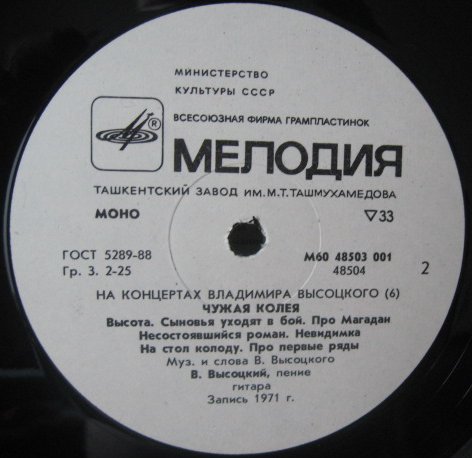 МИНИСТЕРСТВО
КУЛЬТУРЫ СССР
ВСЕСОЮЗНАЯ ФИРМА ГРАМПЛАСТИНОК
®
МЕЛОДИЯ
ТАШКЕНТСКИЙ ЗАВОД ИМ.М.Т.ТАШМУХАМЕДОВА
МОНО ▽33
ГОСТ 5289-88 М60 48503 001
Гр. 3. 2-25 48504 2
НА КОНЦЕРТАХ ВЛАДИМИРА ВЫСОЦКОГО (6)
ЧУЖАЯ КОЛЕЯ
Высота. Сыновья уходят в бой. Про Магадан
Несостоявшийся роман. Невидимка
На стол колоду. Про первые ряды
Муз. и слова В. Высоцкого
В. Высоцкий, пение
гитара
Запись 1971 г.